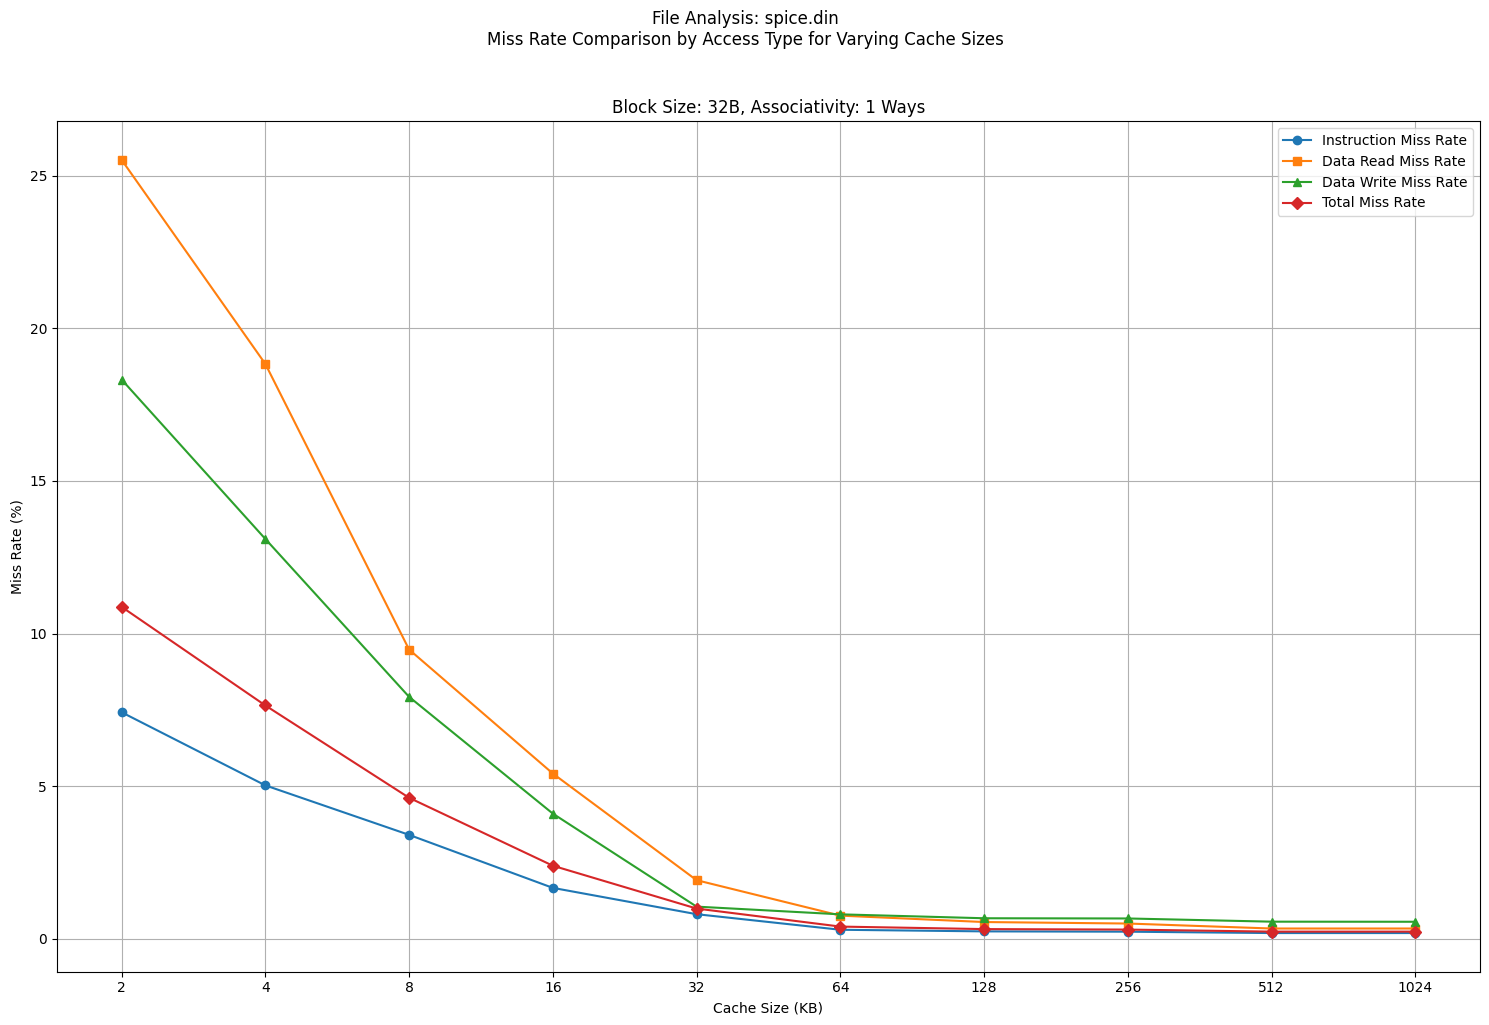 File Analysis: spice.din
Miss Rate Comparison by Access Type for Varying Cache Sizes
Block Size: 32B, Associativity: 1 Ways
Instruction Miss Rate
Data Read Miss Rate
Data Write Miss Rate
Total Miss Rate
Miss Rate (%)
25
20
15
10
5
0
2 4 8 16 32 64 128 256 512 1024
Cache Size (KB)